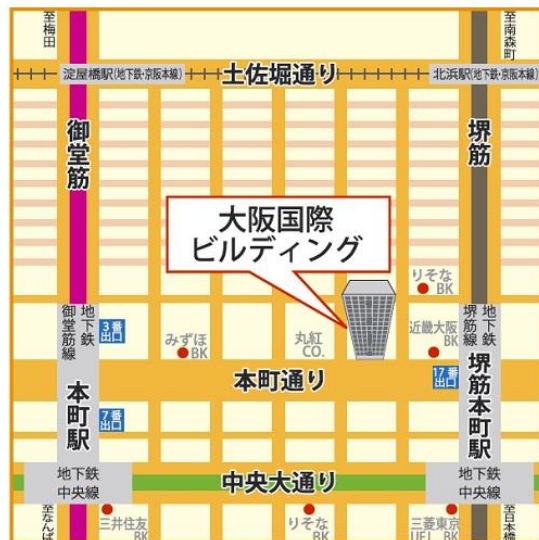 至梅田
至南森町
淀屋橋駅(地下鉄・京阪本線)
土佐堀通り
北浜駅(地下鉄・京阪本線)
御堂筋
堺筋
大阪国際
ビルディング
りそな
BK
地下鉄
御堂筋線
3番
出口
みずほ
BK
丸紅
CO.
近畿大阪
BK
地下鉄
堺筋線
本町通り
17番
出口
本町駅
7番
出口
堺筋本町駅
地下鉄
中央線
中央大通り
地下鉄
中央線
至なんば
三井住友
BK
りそな
BK
三菱東京
UFJ BK
至日本橋